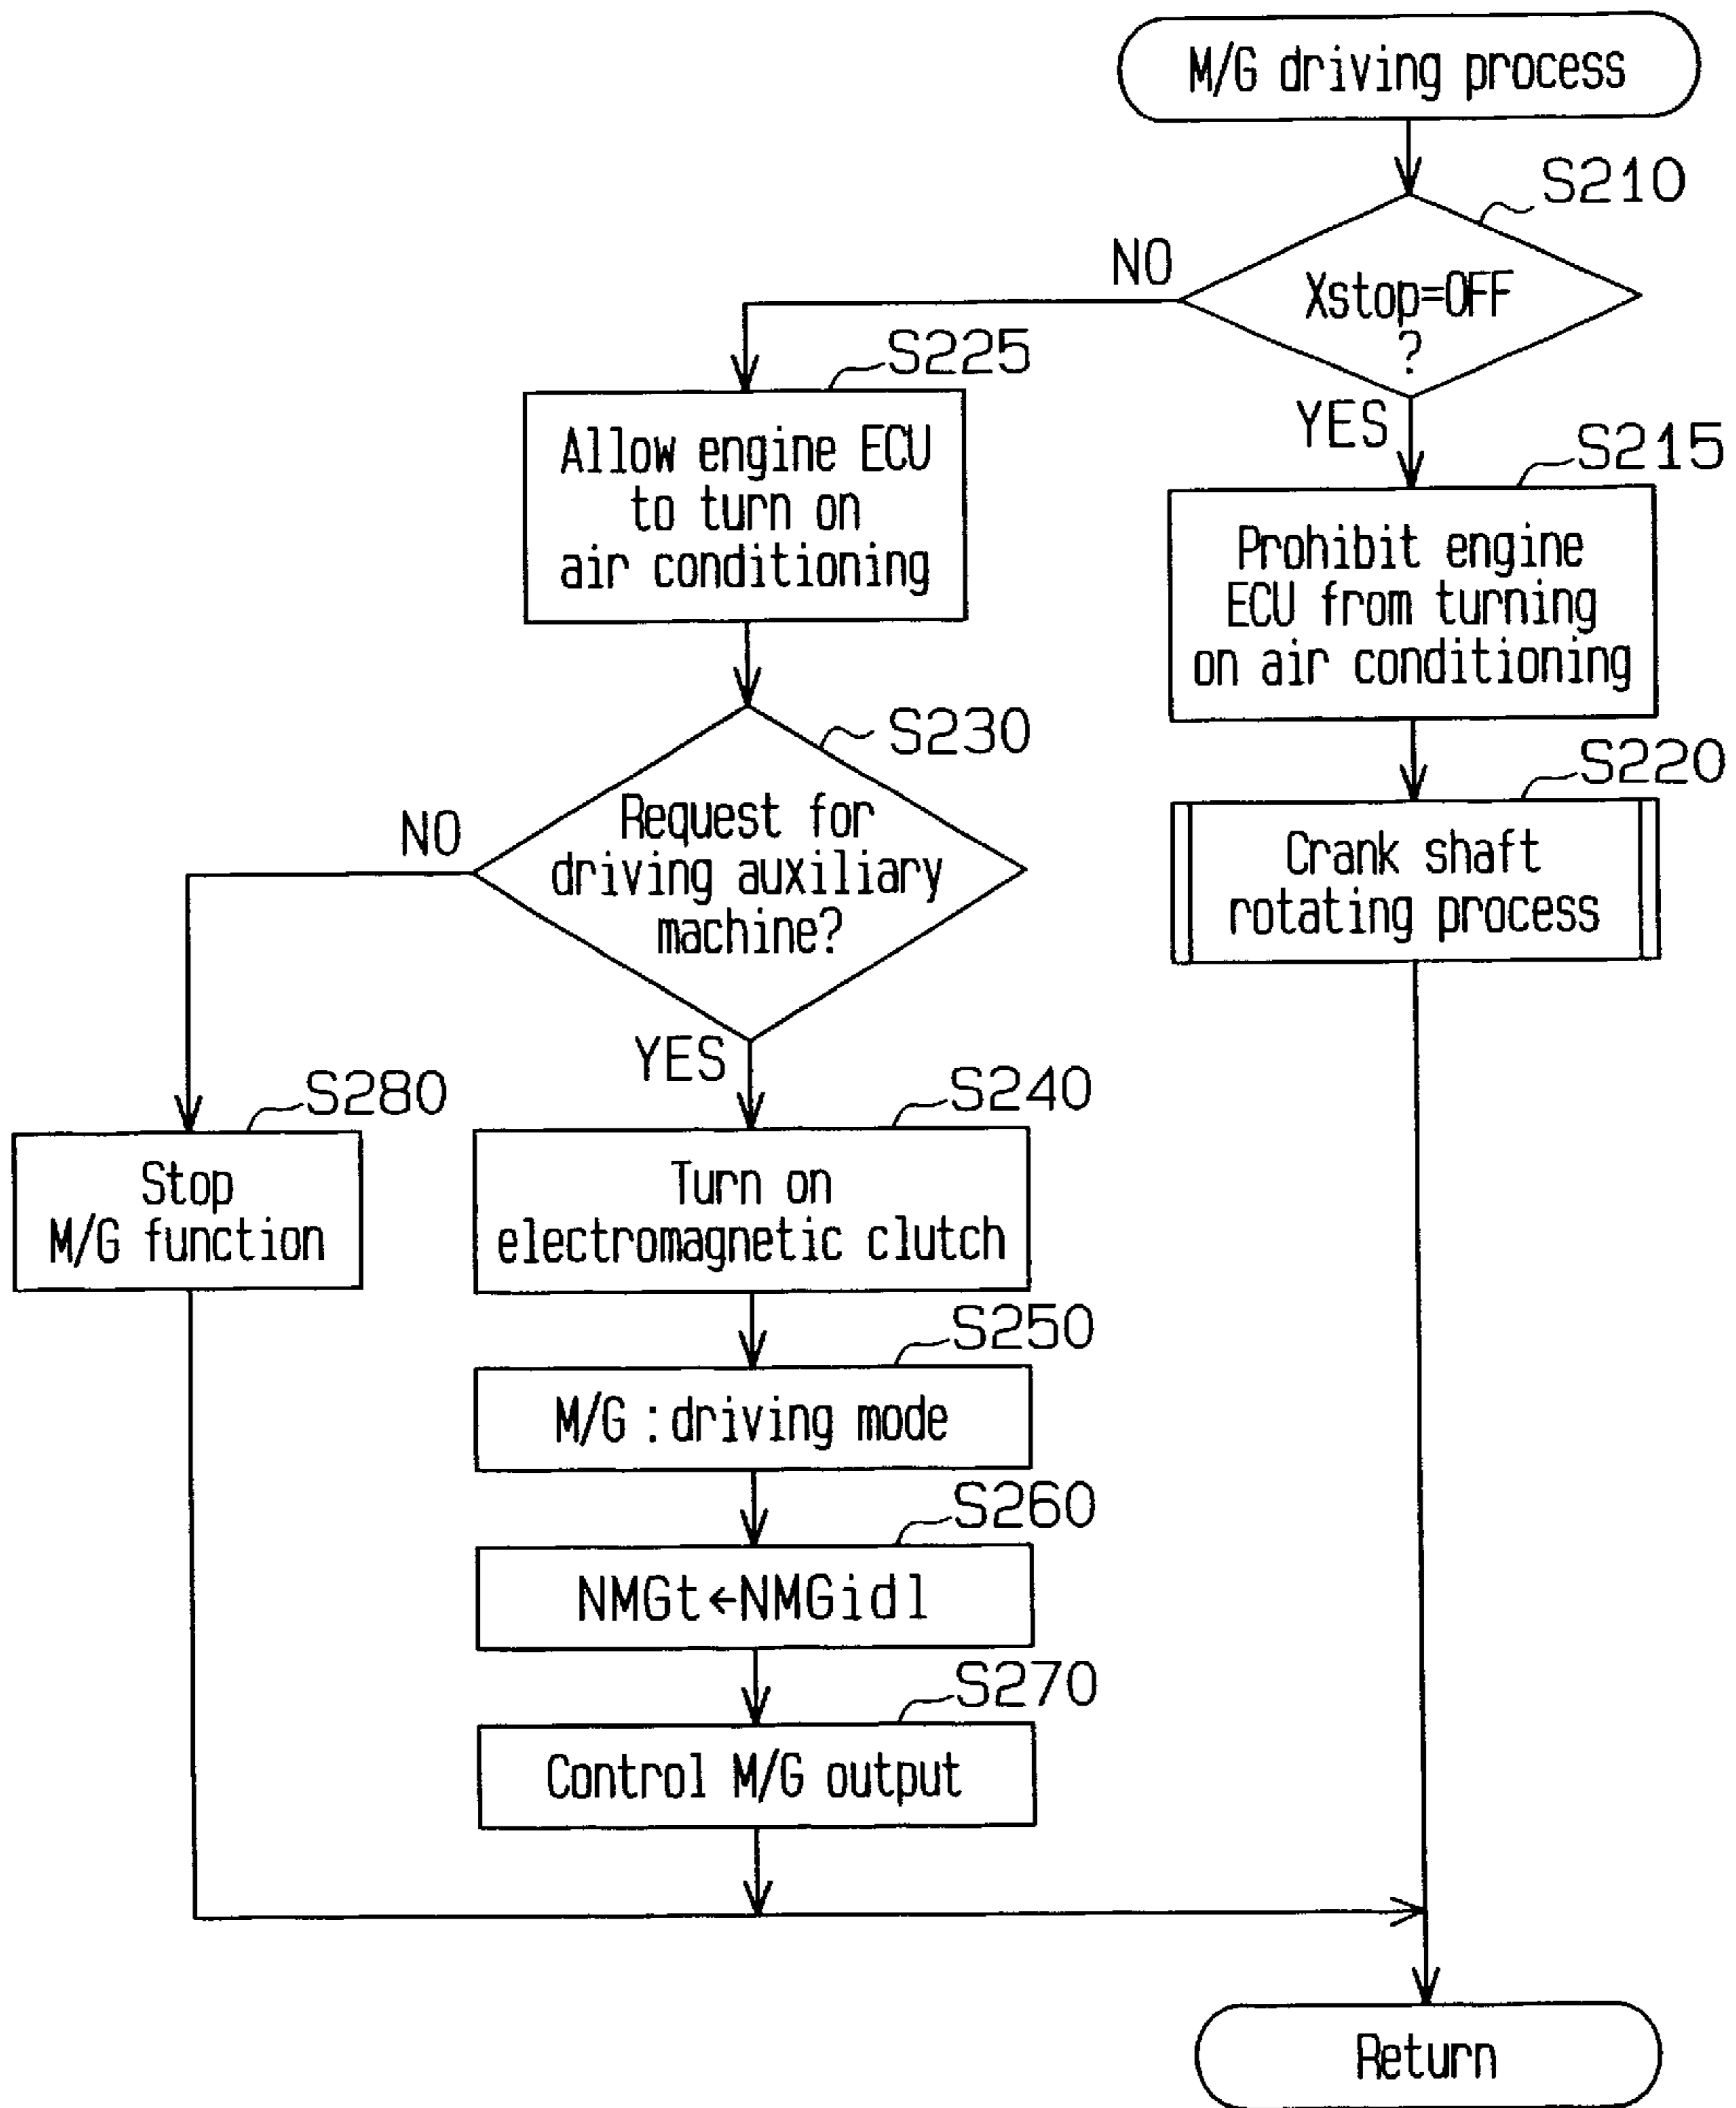 M/G driving process
S210
Xstop=OFF
?
NO
YES
S225
Allow engine ECU
to turn on
air conditioning
S215
Prohibit engine
ECU from turning
on air conditioning
S230
Request for
driving auxiliary
machine?
NO
YES
S220
Crank shaft
rotating process
S280
Stop
M/G function
S240
Turn on
electromagnetic clutch
S250
M/G : driving mode
S260
NMGt←NMGidl
S270
Control M/G output
Return